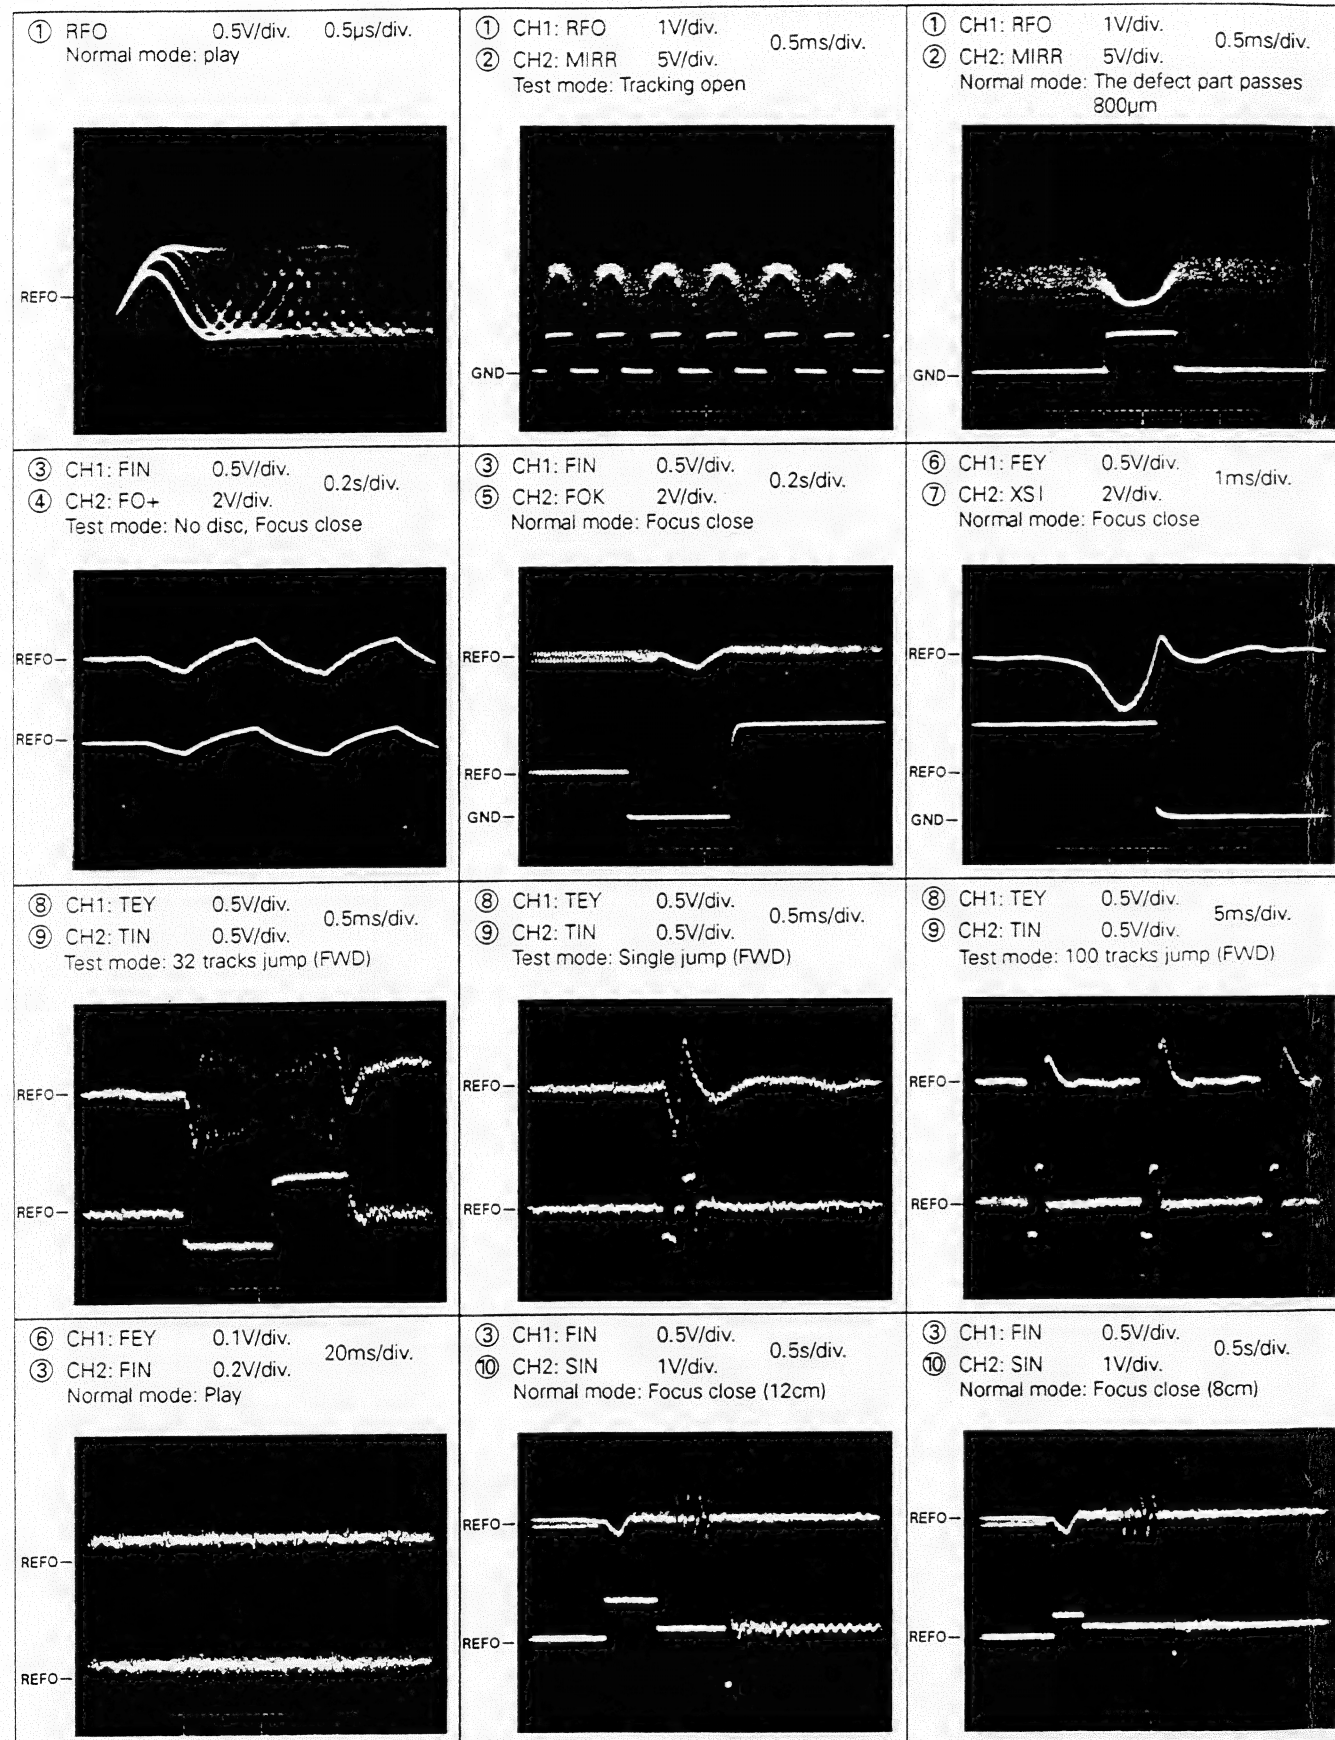 ① RFO 0.5V/div. 0.5µs/div.
Normal mode: play
REFO
① CH1: RFO 1V/div.
0.5ms/div.
② CH2: MIRR 5V/div.
Test mode: Tracking open
GND
① CH1: RFO 1V/div.
0.5ms/div.
② CH2: MIRR 5V/div.
Normal mode: The defect part passes
800µm
GND
③ CH1: FIN 0.5V/div.
0.2s/div.
④ CH2: FO+ 2V/div.
Test mode: No disc, Focus close
REFO
REFO
③ CH1: FIN 0.5V/div.
0.2s/div.
⑤ CH2: FOK 2V/div.
Normal mode: Focus close
REFO
REFO
GND
⑥ CH1: FEY 0.5V/div.
1ms/div.
⑦ CH2: XSI 2V/div.
Normal mode: Focus close
REFO
REFO
GND
⑧ CH1: TEY 0.5V/div.
0.5ms/div.
⑨ CH2: TIN 0.5V/div.
Test mode: 32 tracks jump (FWD)
REFO
REFO
⑧ CH1: TEY 0.5V/div.
0.5ms/div.
⑨ CH2: TIN 0.5V/div.
Test mode: Single jump (FWD)
REFO
REFO
⑧ CH1: TEY 0.5V/div.
5ms/div.
⑨ CH2: TIN 0.5V/div.
Test mode: 100 tracks jump (FWD)
REFO
REFO
⑥ CH1: FEY 0.1V/div.
20ms/div.
③ CH2: FIN 0.2V/div.
Normal mode: Play
REFO
REFO
③ CH1: FIN 0.5V/div.
0.5s/div.
⑩ CH2: SIN 1V/div.
Normal mode: Focus close (12cm)
REFO
REFO
③ CH1: FIN 0.5V/div.
0.5s/div.
⑩ CH2: SIN 1V/div.
Normal mode: Focus close (8cm)
REFO
REFO